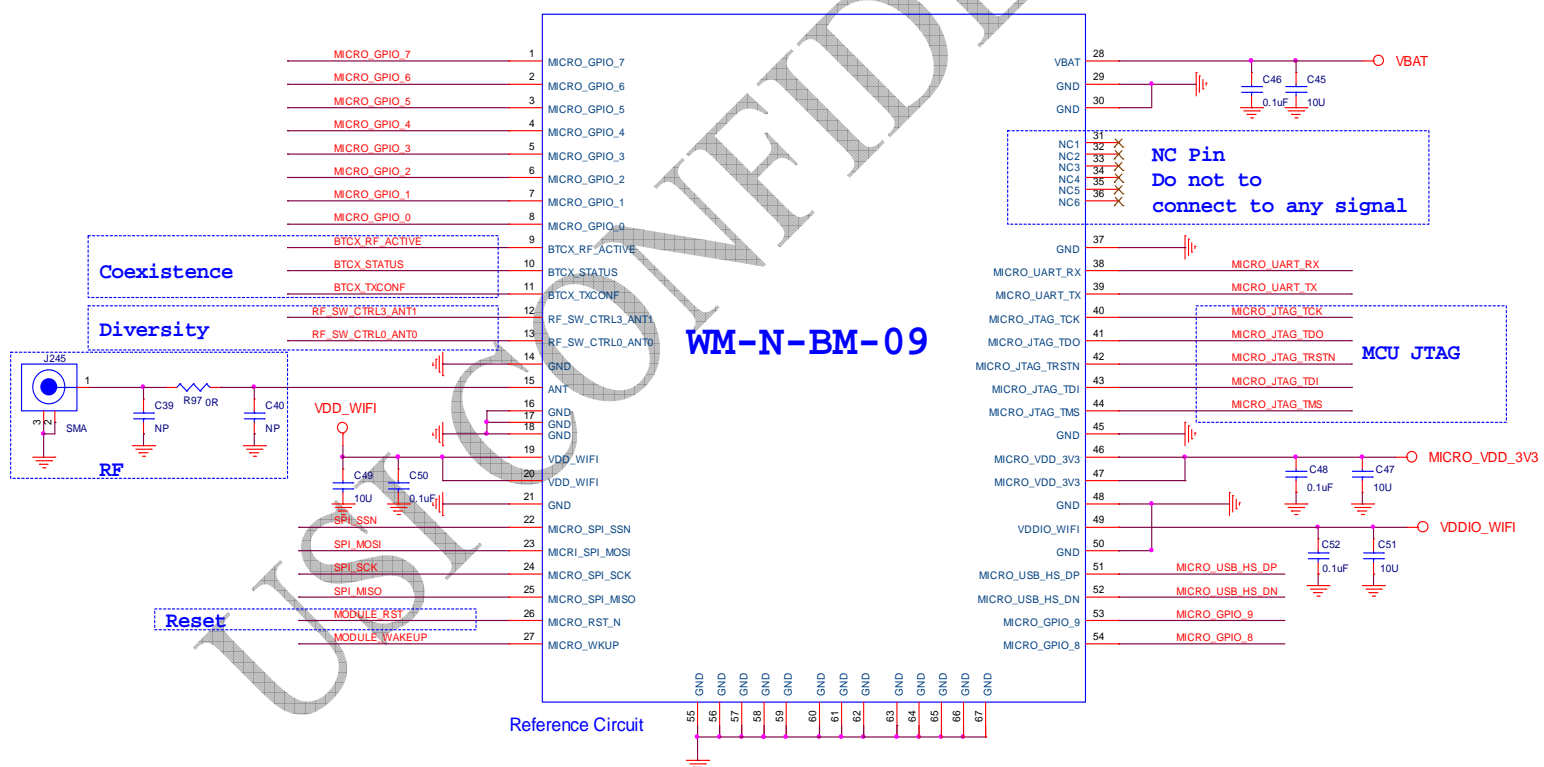 MICRO_GPIO_7 1 MICRO_GPIO_7
MICRO_GPIO_6 2 MICRO_GPIO_6
MICRO_GPIO_5 3 MICRO_GPIO_5
MICRO_GPIO_4 4 MICRO_GPIO_4
MICRO_GPIO_3 5 MICRO_GPIO_3
MICRO_GPIO_2 6 MICRO_GPIO_2
MICRO_GPIO_1 7 MICRO_GPIO_1
MICRO_GPIO_0 8 MICRO_GPIO_0
Coexistence
BTCX_RF_ACTIVE 9 BTCX_RF_ACTIVE
BTCX_STATUS 10 BTCX_STATUS
BTCX_TXCONF 11 BTCX_TXCONF
Diversity
RF_SW_CTRL3_ANT1 12 RF_SW_CTRL3_ANT1
RF_SW_CTRL0_ANT0 13 RF_SW_CTRL0_ANT0
14 GND
J245
1
3
2
SMA
C39
NP
R97 0R
C40
NP
RF
15 ANT
16 GND
17 GND
18 GND
VDD_WIFI
19 VDD_WIFI
20 VDD_WIFI
C49
10U
C50
0.1uF
21 GND
SPI_SSN 22 MICRO_SPI_SSN
SPI_MOSI 23 MICRI_SPI_MOSI
SPI_SCK 24 MICRO_SPI_SCK
SPI_MISO 25 MICRO_SPI_MISO
Reset
MODULE_RST 26 MICRO_RST_N
MODULE_WAKEUP 27 MICRO_WKUP
WM-N-BM-09
USI CONFIDE
VBAT 28 VBAT
C46
0.1uF
C45
10U
GND 29
GND 30
NC1 31
NC2 32
NC3 33
NC4 34
NC5 35
NC6 36
NC Pin
Do not to
connect to any signal
GND 37
MICRO_UART_RX 38 MICRO_UART_RX
MICRO_UART_TX 39 MICRO_UART_TX
MICRO_JTAG_TCK 40 MICRO_JTAG_TCK
MICRO_JTAG_TDO 41 MICRO_JTAG_TDO
MICRO_JTAG_TRSTN 42 MICRO_JTAG_TRSTN
MICRO_JTAG_TDI 43 MICRO_JTAG_TDI
MICRO_JTAG_TMS 44 MICRO_JTAG_TMS
MCU JTAG
GND 45
MICRO_VDD_3V3 46 MICRO_VDD_3V3
MICRO_VDD_3V3 47
C48
0.1uF
C47
10U
GND 48
VDDIO_WIFI 49 VDDIO_WIFI
GND 50
C52
0.1uF
C51
10U
MICRO_USB_HS_DP 51 MICRO_USB_HS_DP
MICRO_USB_HS_DN 52 MICRO_USB_HS_DN
MICRO_GPIO_9 53 MICRO_GPIO_9
MICRO_GPIO_8 54 MICRO_GPIO_8
GND GND GND GND GND GND GND GND GND GND GND GND GND
55 56 57 58 59 60 61 62 63 64 65 66 67
Reference Circuit